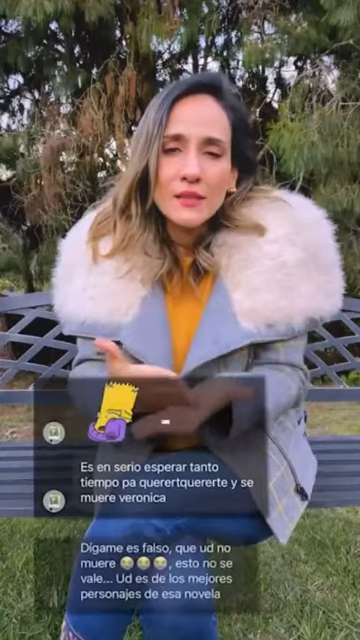 Es en serio esperar tanto
tiempo pa querertquererte y se
muere veronica
Dígame es falso, que ud no
muere 😭😭😭, esto no se
vale... Ud es de los mejores
personajes de esa novela